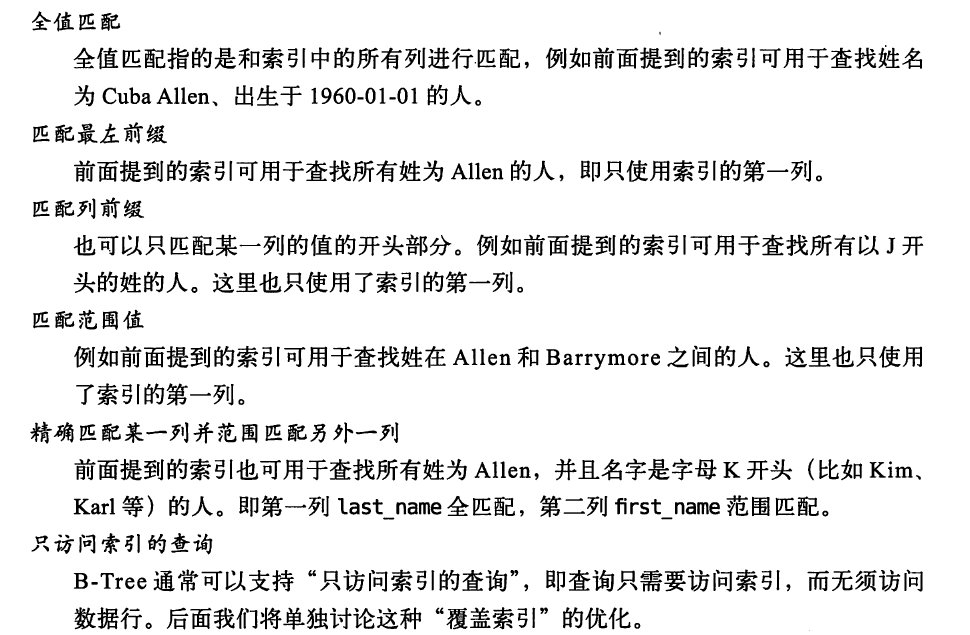 全值匹配
全值匹配指的是和索引中的所有列进行匹配，例如前面提到的索引可用于查找姓名
为 Cuba Allen、出生于 1960-01-01 的人。
匹配最左前缀
前面提到的索引可用于查找所有姓为 Allen 的人，即只使用索引的第一列。
匹配列前缀
也可以只匹配某一列的值的开头部分。例如前面提到的索引可用于查找所有以 J 开
头的姓的人。这里也只使用了索引的第一列。
匹配范围值
例如前面提到的索引可用于查找姓在 Allen 和 Barrymore 之间的人。这里也只使用
了索引的第一列。
精确匹配某一列并范围匹配另外一列
前面提到的索引也可用于查找所有姓为 Allen，并且名字是字母 K 开头（比如 Kim、
Karl 等）的人。即第一列 last_name 全匹配，第二列 first_name 范围匹配。
只访问索引的查询
B-Tree 通常可以支持“只访问索引的查询”，即查询只需要访问索引，而无须访问
数据行。后面我们将单独讨论这种“覆盖索引”的优化。